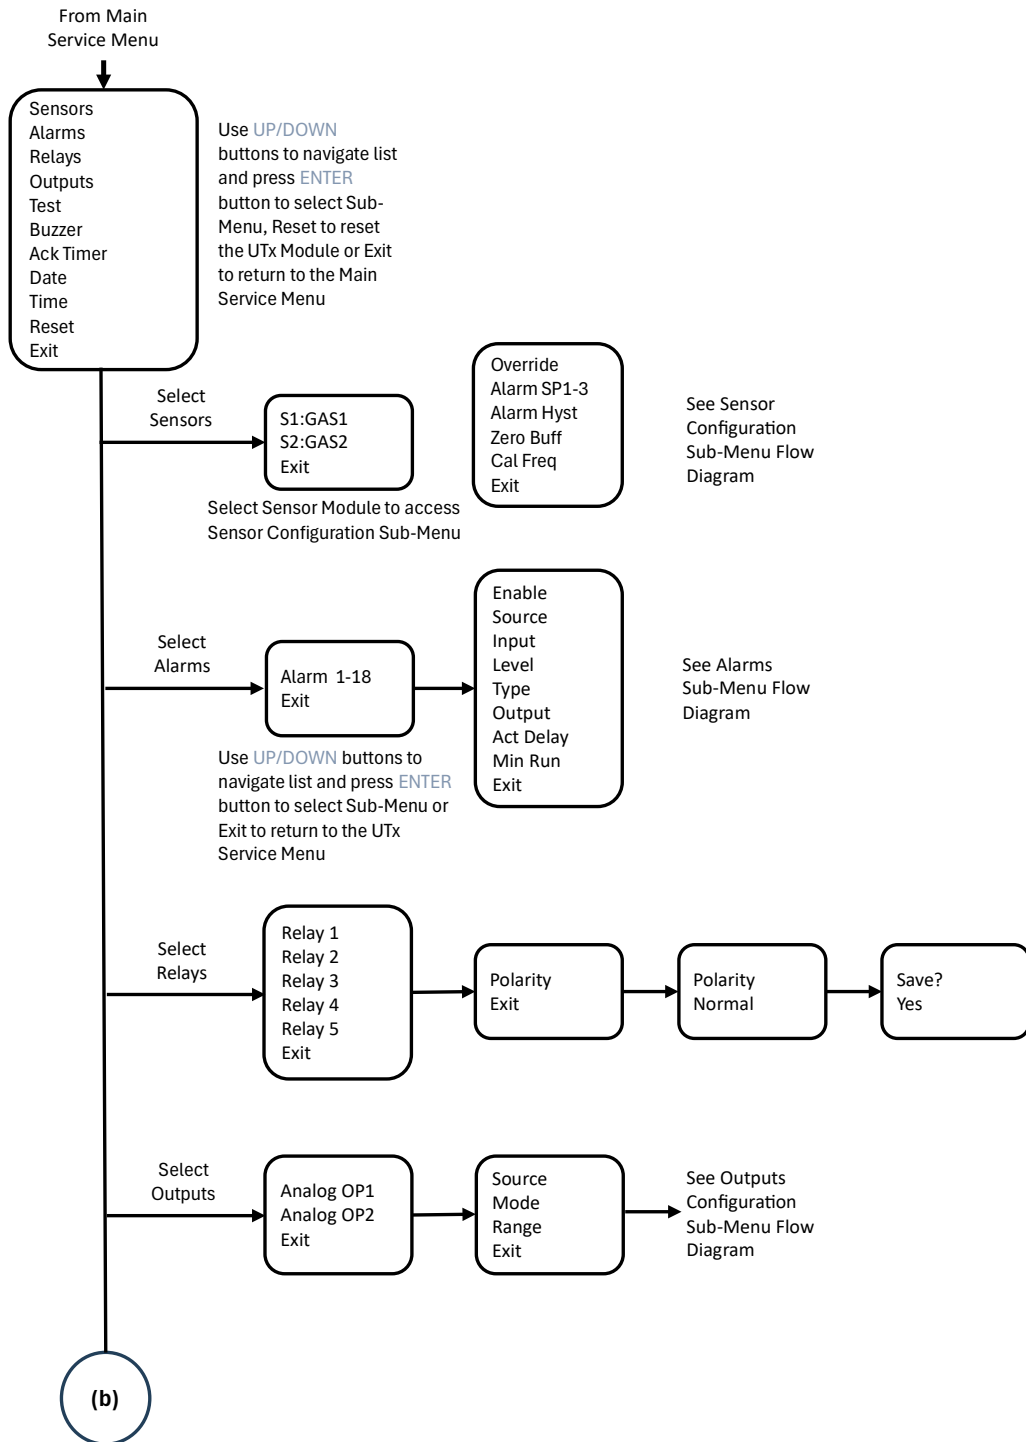 From Main
Service Menu
Sensors
Alarms
Relays
Outputs
Test
Buzzer
Ack Timer
Date
Time
Reset
Exit
Use UP/DOWN
buttons to navigate list
and press ENTER
button to select Sub-
Menu, Reset to reset
the UTx Module or Exit
to return to the Main
Service Menu
Select
Sensors
S1:GAS1
S2:GAS2
Exit
Select Sensor Module to access
Sensor Configuration Sub-Menu
Override
Alarm SP1-3
Alarm Hyst
Zero Buff
Cal Freq
Exit
See Sensor
Configuration
Sub-Menu Flow
Diagram
Select
Alarms
Alarm 1-18
Exit
Use UP/DOWN buttons to
navigate list and press ENTER
button to select Sub-Menu or
Exit to return to the UTx
Service Menu
Enable
Source
Input
Level
Type
Output
Act Delay
Min Run
Exit
See Alarms
Sub-Menu Flow
Diagram
Select
Relays
Relay 1
Relay 2
Relay 3
Relay 4
Relay 5
Exit
Polarity
Exit
Polarity
Normal
Save?
Yes
Select
Outputs
Analog OP1
Analog OP2
Exit
Source
Mode
Range
Exit
See Outputs
Configuration
Sub-Menu Flow
Diagram
(b)